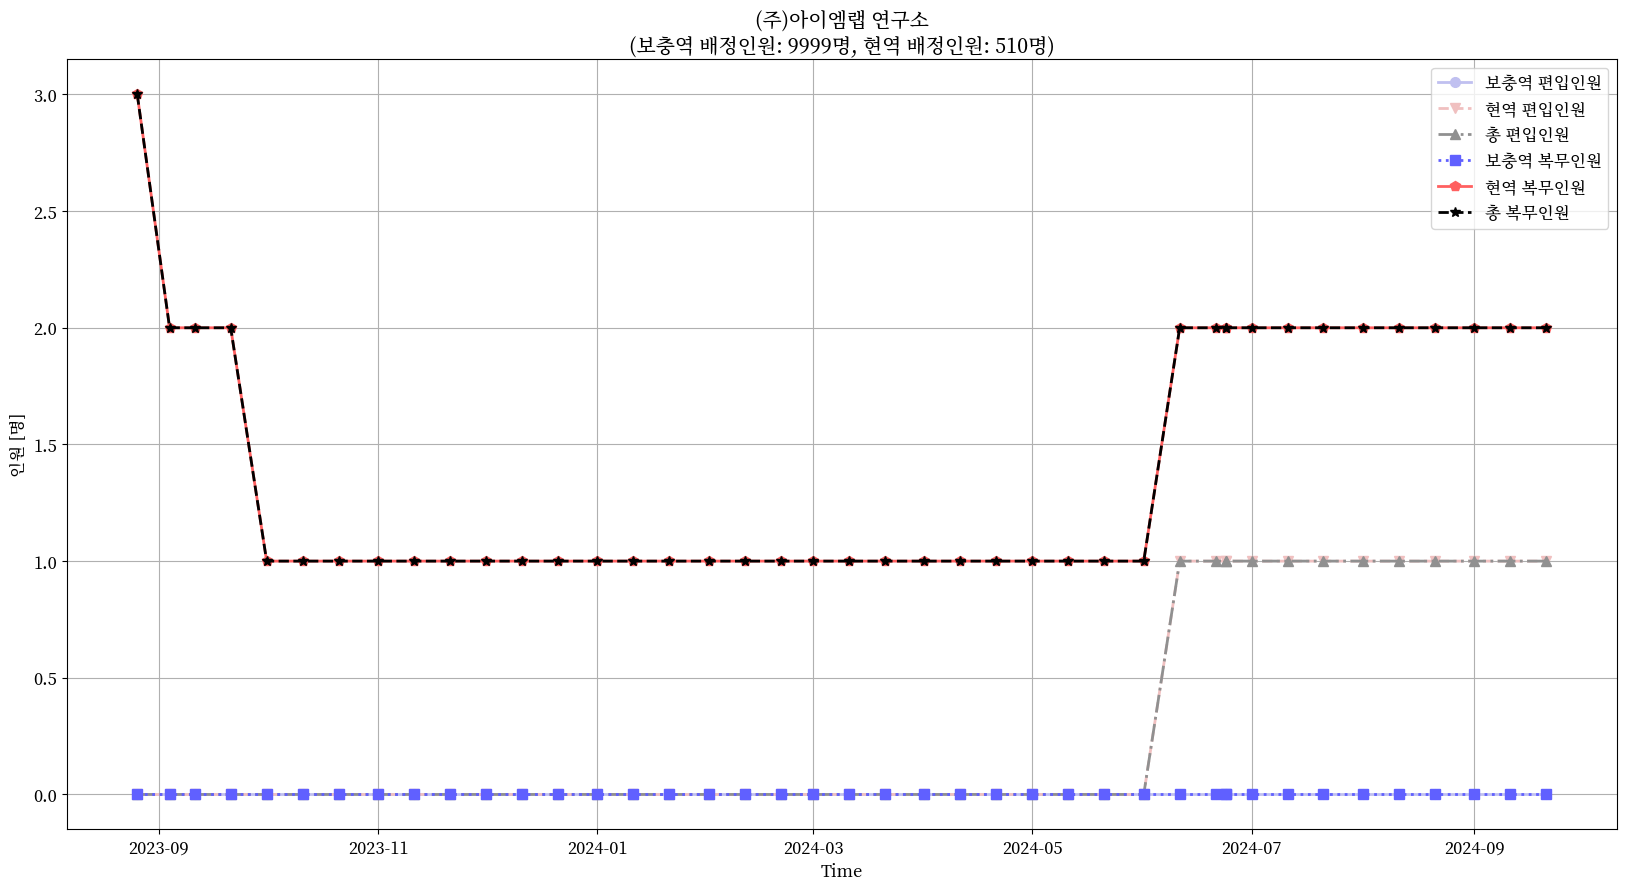 (주)아이엠랩 연구소
(보충역 배정인원: 9999명, 현역 배정인원: 510명)
보충역 편입인원
현역 편입인원
총 편입인원
보충역 복무인원
현역 복무인원
총 복무인원
인원 [명]
3.0
2.5
2.0
1.5
1.0
0.5
0.0
2023-09 2023-11 2024-01 2024-03 2024-05 2024-07 2024-09
Time